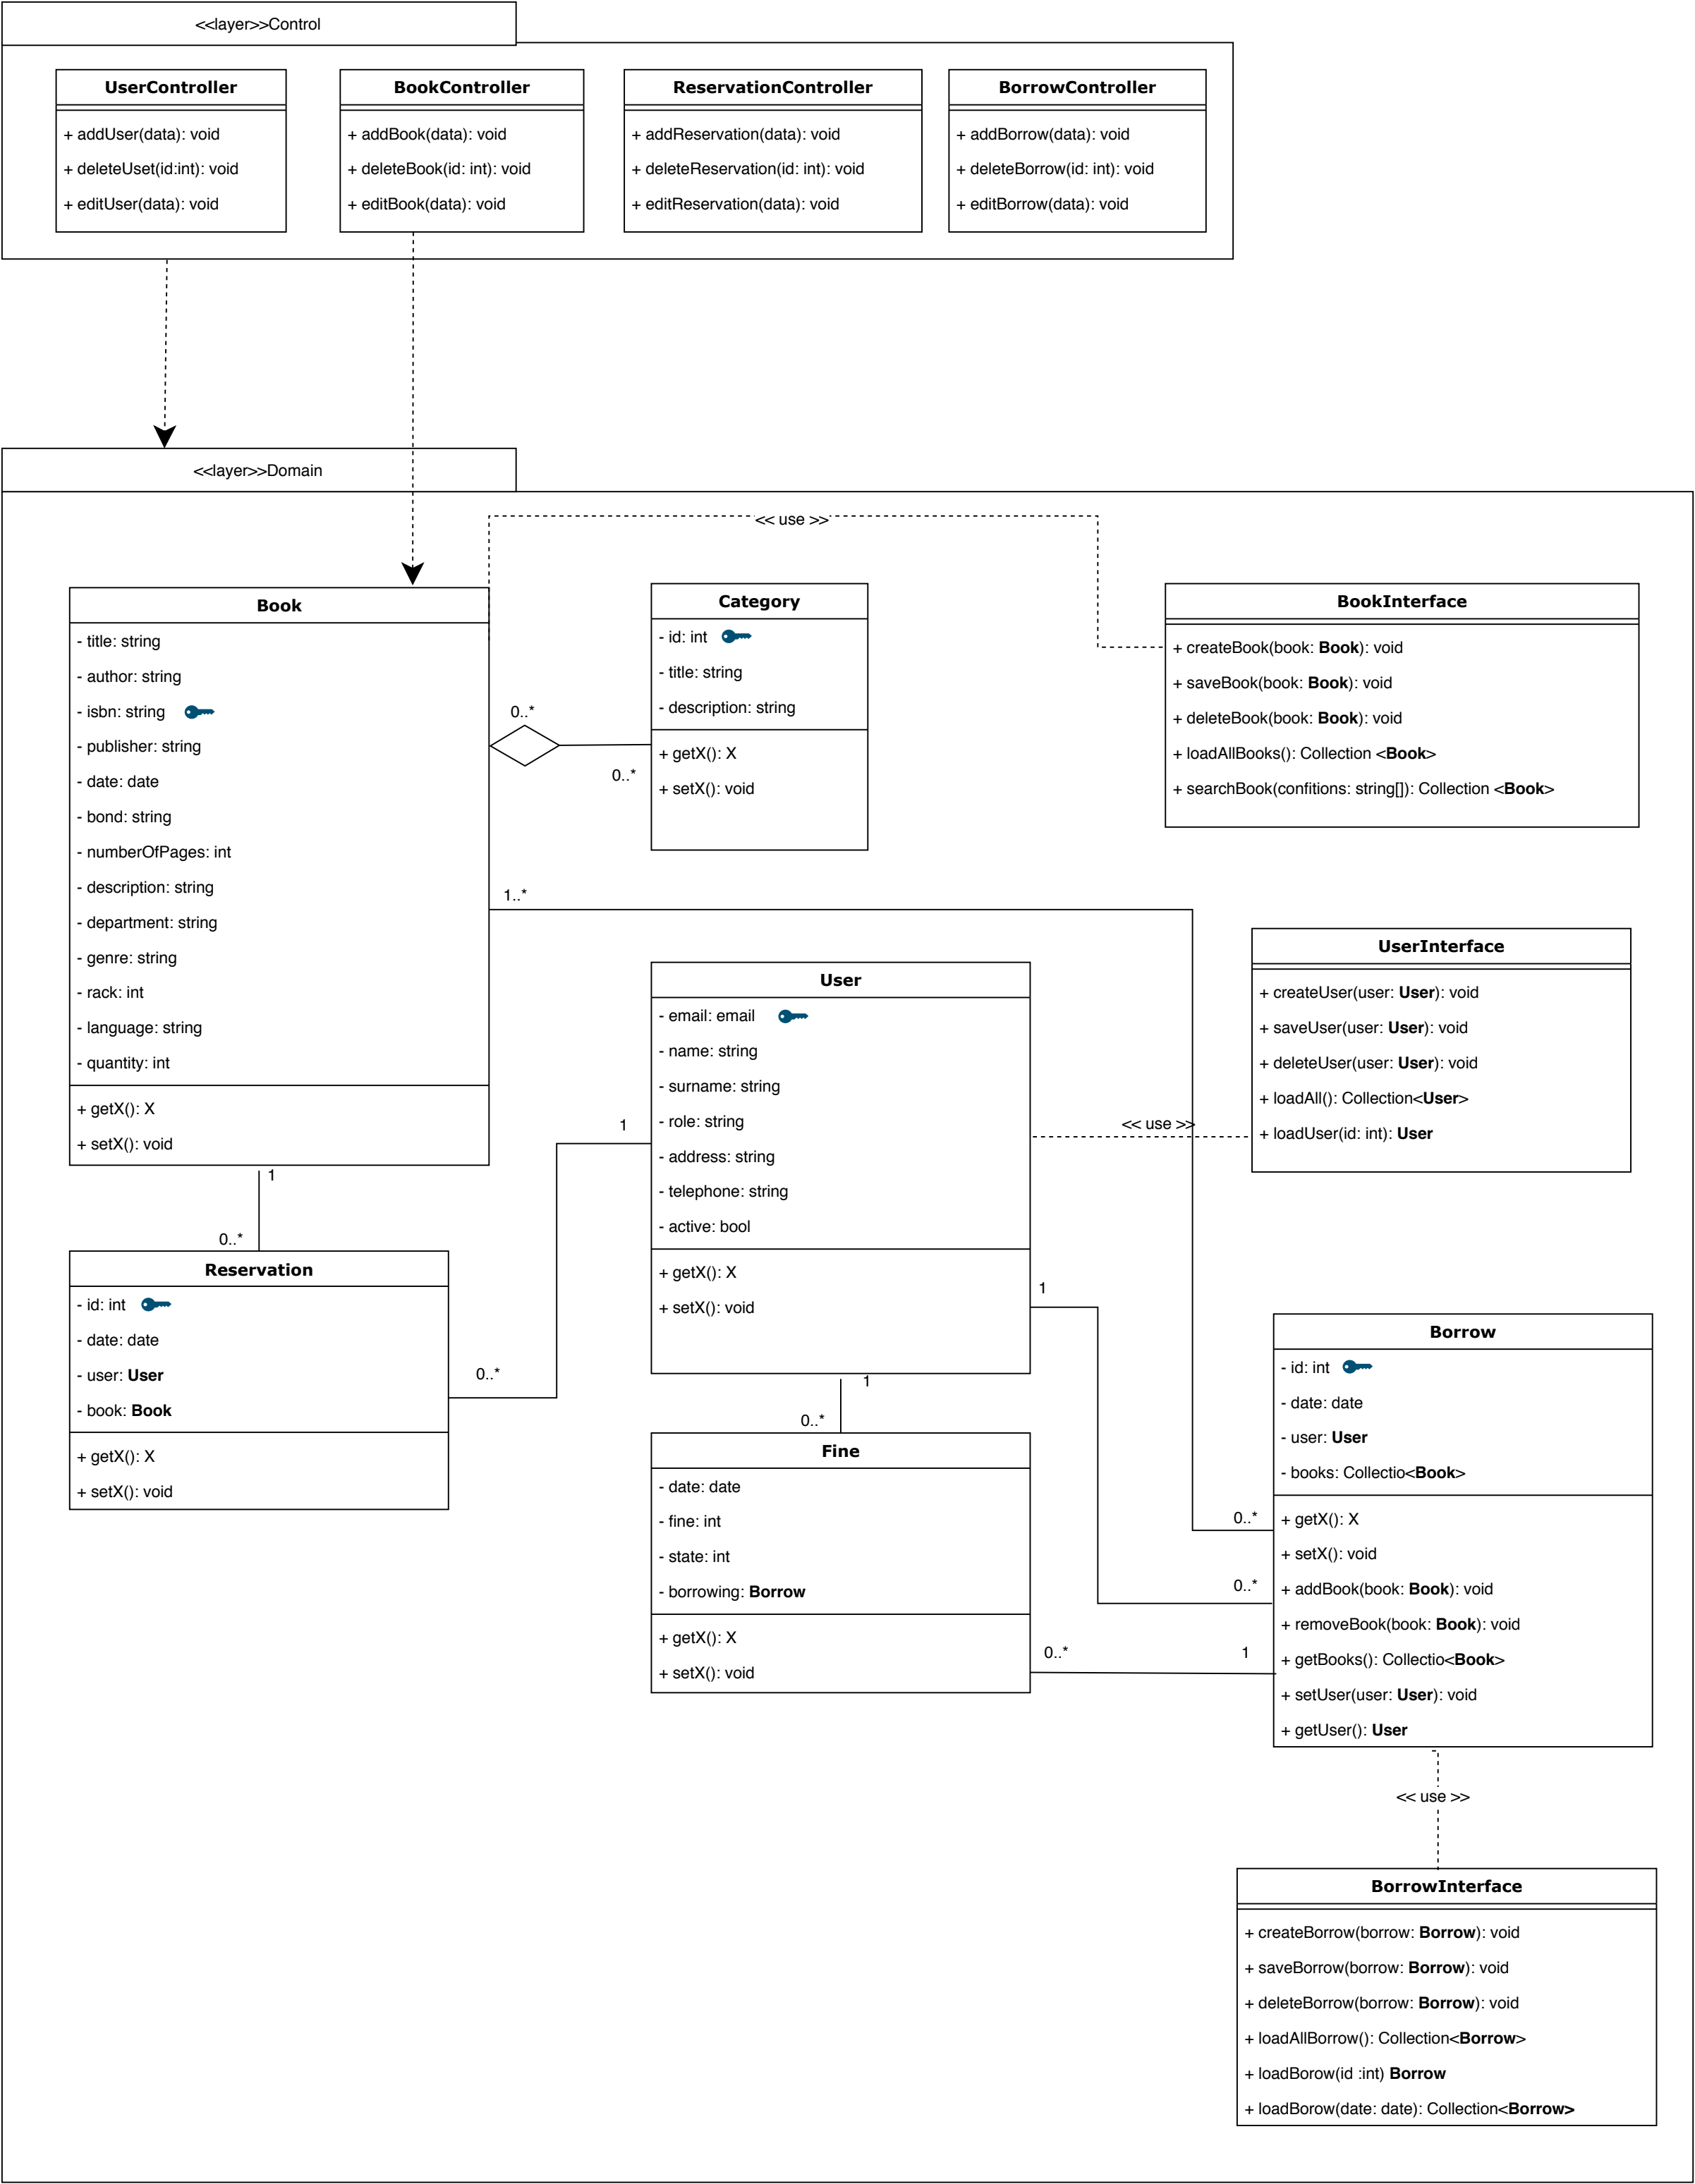 <<layer>>Control
UserController
+ addUser(data): void
+ deleteUset(id:int): void
+ editUser(data): void
BookController
+ addBook(data): void
+ deleteBook(id: int): void
+ editBook(data): void
ReservationController
+ addReservation(data): void
+ deleteReservation(id: int): void
+ editReservation(data): void
BorrowController
+ addBorrow(data): void
+ deleteBorrow(id: int): void
+ editBorrow(data): void
<<layer>>Domain
<< use >>
Book
- title: string
- author: string
- isbn: string
- publisher: string
- date: date
- bond: string
- numberOfPages: int
- description: string
- department: string
- genre: string
- rack: int
- language: string
- quantity: int
+ getX(): X
+ setX(): void
0..*
0..*
Category
- id: int
- title: string
- description: string
+ getX(): X
+ setX(): void
BookInterface
+ createBook(book: Book): void
+ saveBook(book: Book): void
+ deleteBook(book: Book): void
+ loadAllBooks(): Collection <Book>
+ searchBook(confitions: string[]): Collection <Book>
1..*
User
- email: email
- name: string
- surname: string
- role: string
- address: string
- telephone: string
- active: bool
+ getX(): X
+ setX(): void
UserInterface
+ createUser(user: User): void
+ saveUser(user: User): void
+ deleteUser(user: User): void
+ loadAll(): Collection<User>
+ loadUser(id: int): User
<< use >>
1
1
0..*
Reservation
- id: int
- date: date
- user: User
- book: Book
+ getX(): X
+ setX(): void
0..*
1
1
0..*
Fine
- date: date
- fine: int
- state: int
- borrowing: Borrow
+ getX(): X
+ setX(): void
Borrow
- id: int
- date: date
- user: User
- books: Collectio<Book>
+ getX(): X
+ setX(): void
+ addBook(book: Book): void
+ removeBook(book: Book): void
+ getBooks(): Collectio<Book>
+ setUser(user: User): void
+ getUser(): User
0..*
0..*
0..*
1
<< use >>
BorrowInterface
+ createBorrow(borrow: Borrow): void
+ saveBorrow(borrow: Borrow): void
+ deleteBorrow(borrow: Borrow): void
+ loadAllBorrow(): Collection<Borrow>
+ loadBorow(id :int) Borrow
+ loadBorow(date: date): Collection<Borrow>